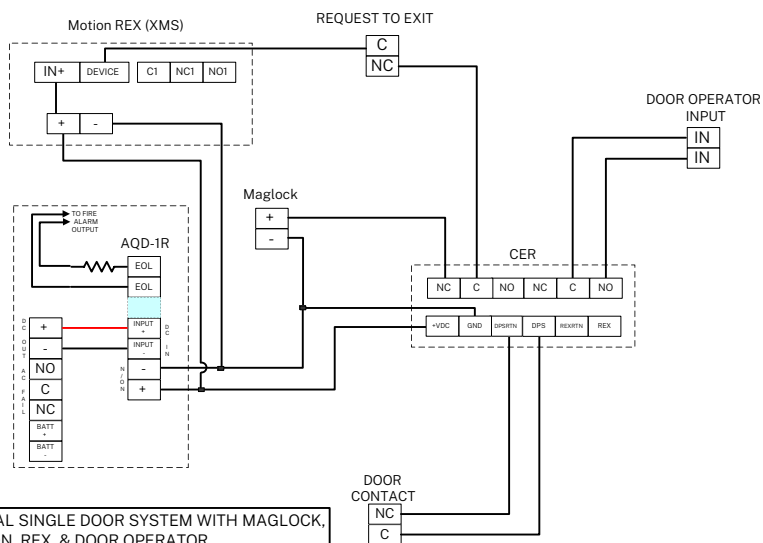 REQUEST TO EXIT
C
NC
Motion REX (XMS)
IN+ DEVICE C1 NC1 NO1
+ -
DOOR OPERATOR
INPUT
IN
IN
Maglock
+
-
TO FIRE
ALARM
OUTPUT
AQD-1R
EOL
EOL
INPUT
+
INPUT
-
-
+
DC IN
N/ON
DC OUT
AC FAIL
+
-
NO
C
NC
BATT
+
BATT
-
CER
NC C NO NC C NO
+VDC GND DPSRTN DPS REXRTN REX
DOOR
CONTACT
NC
C
AL SINGLE DOOR SYSTEM WITH MAGLOCK,
N, REX, & DOOR OPERATOR